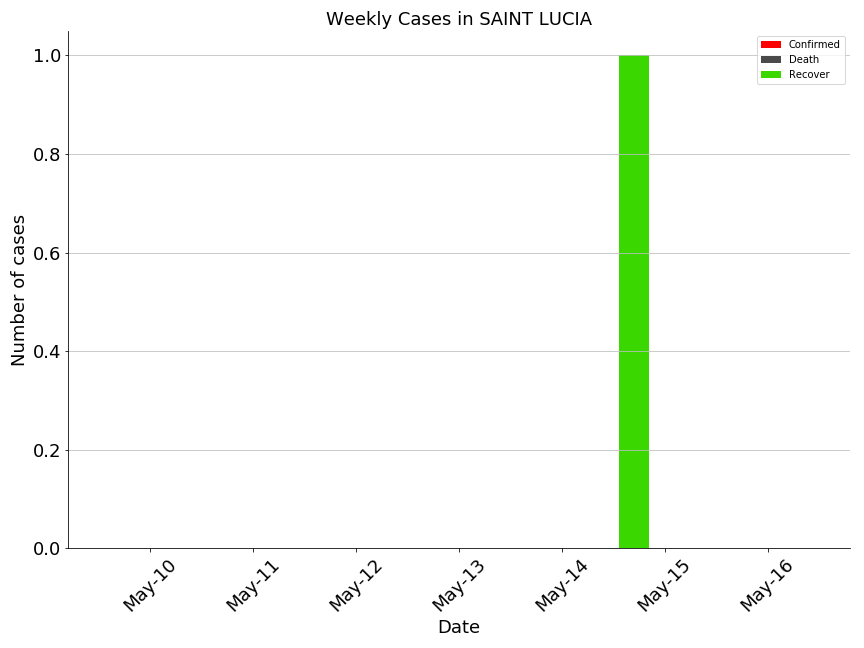 Weekly Cases in SAINT LUCIA
Confirmed
Death
Recover
1.0
0.8
0.6
0.4
0.2
0.0
Number of cases
May-10
May-11
May-12
May-13
May-14
May-15
May-16
Date